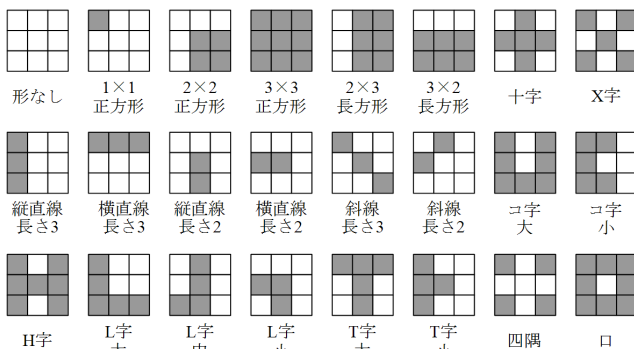 形なし
1×1
正方形
2×2
正方形
3×3
正方形
2×3
長方形
3×2
長方形
十字
X字
縦直線
長さ3
横直線
長さ3
縦直線
長さ2
横直線
長さ2
斜線
長さ3
斜線
長さ2
コ字
大
コ字
小
H字
L字
L字
L字
T字
T字
四隅
ロ